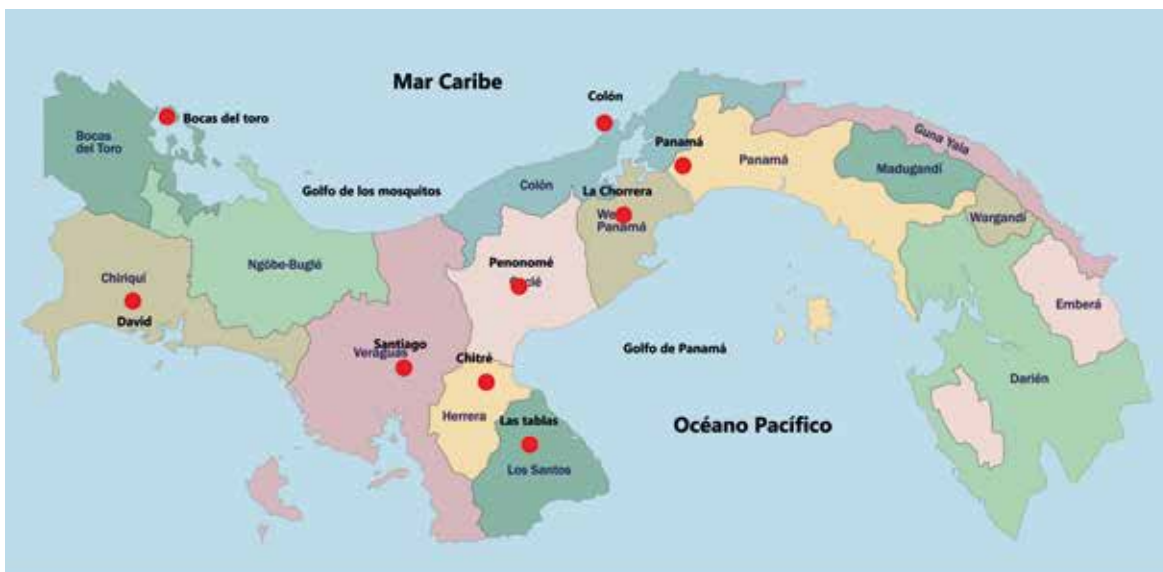 Mar Caribe
Colón
Bocas del toro
Bocas
del Toro
Panamá
Guna Yala
Panamá
Madugandí
Colón
Golfo de los mosquitos
La Chorrera
We
Panamá
Wargandí
Ngöbe-Buglé
Penonomé
clé
Chiriquí
Emberá
David
Santiago
Veraguas
Chitré
Golfo de Panamá
Darién
Herrera
Las tablas
Océano Pacífico
Los Santos